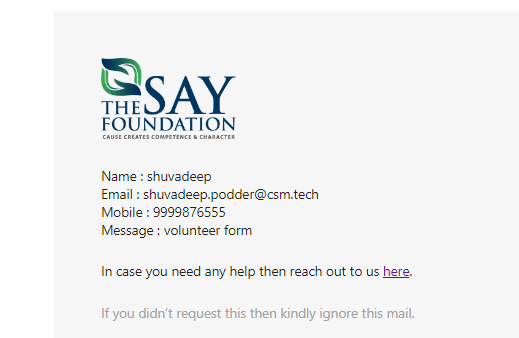 THE SAY
FOUNDATION
CAUSE CREATES COMPETENCE & CHARACTER
Name : shuvadeep
Email : shuvadeep.podder@csm.tech
Mobile : 9999876555
Message : volunteer form
In case you need any help then reach out to us here.
If you didn't request this then kindly ignore this mail.